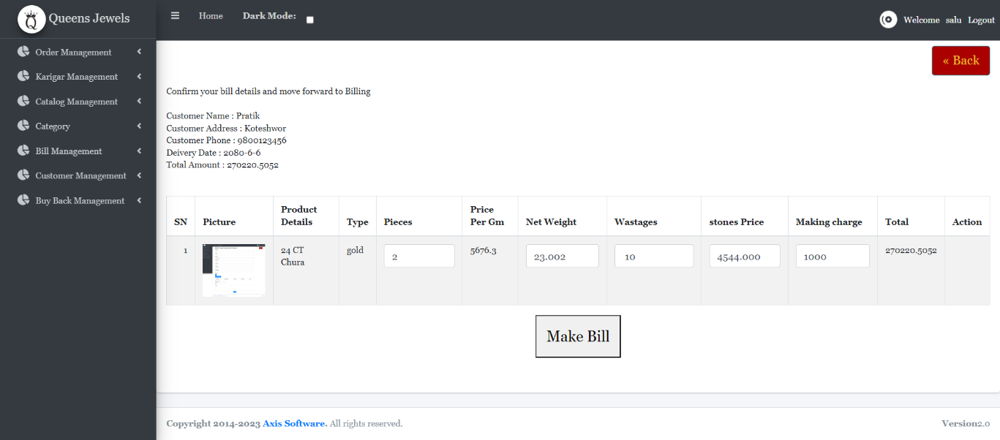 Queens Jewels
Home
Dark Mode:
Welcome salu Logout
Order Management
Karigar Management
Catalog Management
Category
Bill Management
Customer Management
Buy Back Management
« Back
Confirm your bill details and move forward to Billing
Customer Name : Pratik
Customer Address : Koteshwor
Customer Phone : 9800123456
Deivery Date : 2080-6-6
Total Amount : 270220.5052
SN Picture Product Details Type Pieces Price Per Gm Net Weight Wastages stones Price Making charge Total Action
1 24 CT Chura gold 2 5676.3 23.002 10 4544.000 1000 270220.5052
Make Bill
Copyright 2014-2023 Axis Software. All rights reserved.
Version2.0